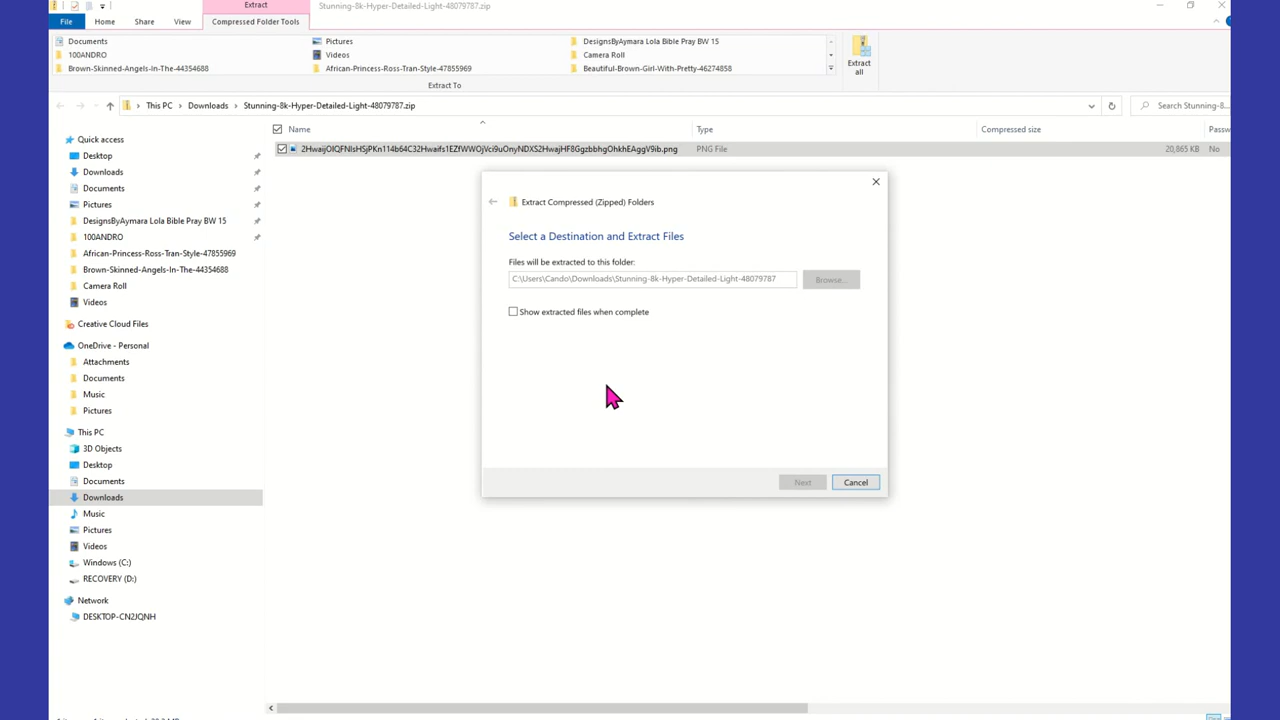 Extract
Stunning-8k-Hyper-Detailed-Light-48079787.zip
File
Home
Share
View
Compressed Folder Tools
Documents
Pictures
DesignsByAymara Lola Bible Pray BW 15
100ANDRO
Videos
Camera Roll
Brown-Skinned-Angels-In-The-44354688
African-Princess-Ross-Tran-Style-47855969
Beautiful-Brown-Girl-With-Pretty-46274858
Extract all
Extract To
This PC > Downloads > Stunning-8k-Hyper-Detailed-Light-48079787.zip
Search Stunning-8...
Name
Type
Compressed size
Passw
PNG File
20,865 KB
No
Quick access
Desktop
Downloads
Documents
Pictures
DesignsByAymara Lola Bible Pray BW 15
100ANDRO
African-Princess-Ross-Tran-Style-47855969
Brown-Skinned-Angels-In-The-44354688
Camera Roll
Videos
Creative Cloud Files
OneDrive - Personal
Attachments
Documents
Music
Pictures
This PC
3D Objects
Desktop
Documents
Downloads
Music
Pictures
Videos
Windows (C:)
RECOVERY (D:)
Network
DESKTOP-CN2JQNH
Extract Compressed (Zipped) Folders
Select a Destination and Extract Files
Files will be extracted to this folder:
C:\Users\Cando\Downloads\Stunning-8k-Hyper-Detailed-Light-48079787
Browse...
Show extracted files when complete
Next
Cancel